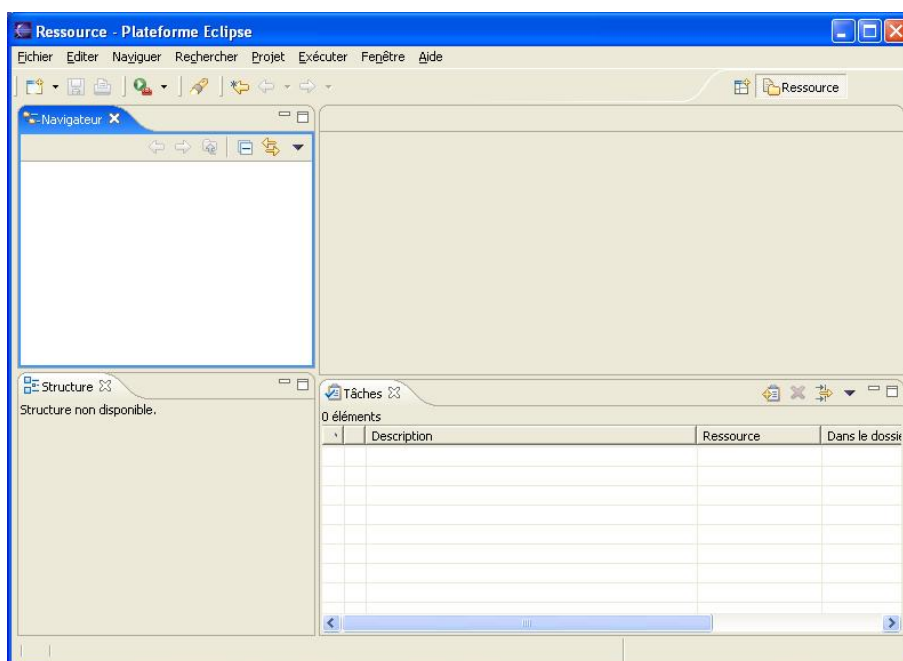 Ressource - Plateforme Eclipse
Fichier Editer Naviguer Rechercher Projet Exécuter Fenêtre Aide
Ressource
Navigateur
Structure
Structure non disponible.
Tâches
0 éléments
Description Ressource Dans le dossie